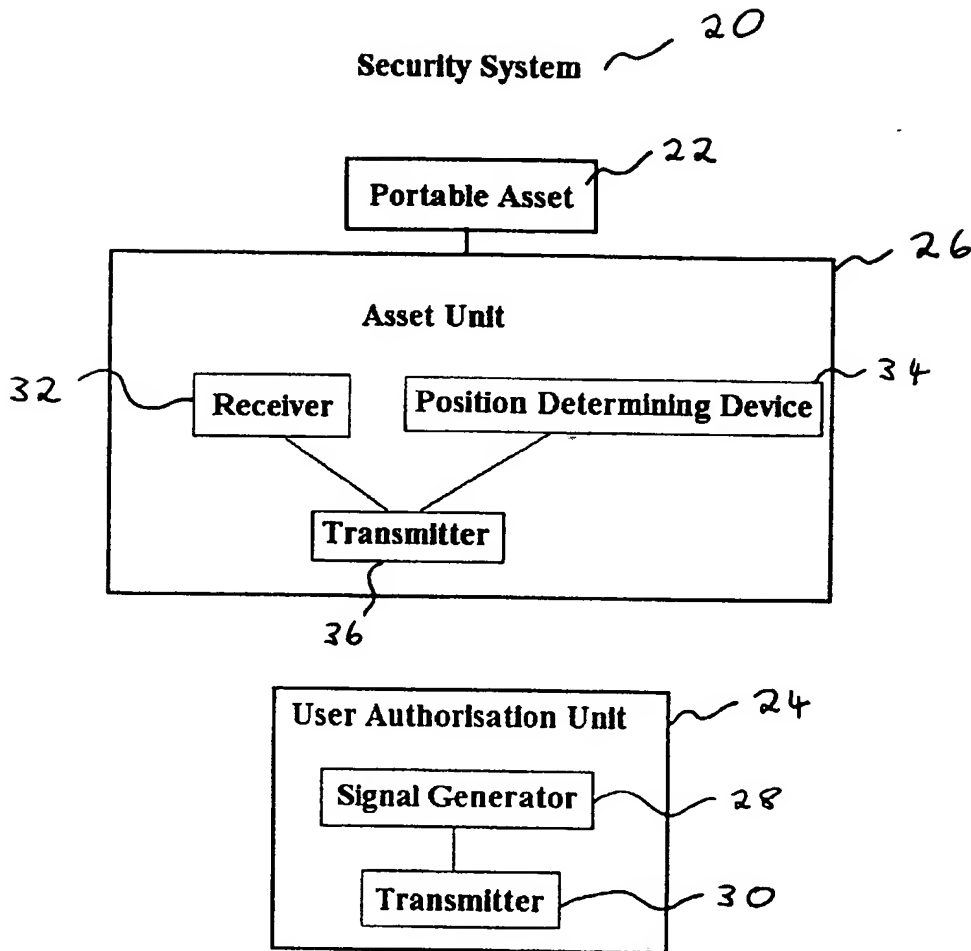 20
Security System
22
Portable Asset
26
Asset Unit
34
32
Receiver
Position Determining Device
Transmitter
36
User Authorisation Unit
24
Signal Generator
28
Transmitter
30